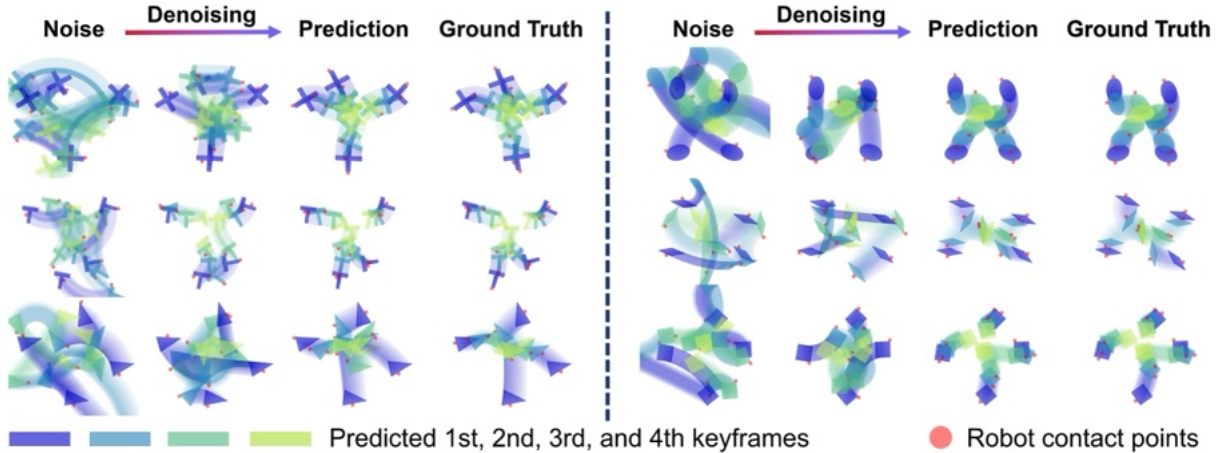 Noise Denoising Prediction Ground Truth
Noise Denoising Prediction Ground Truth
Predicted 1st, 2nd, 3rd, and 4th keyframes
Robot contact points